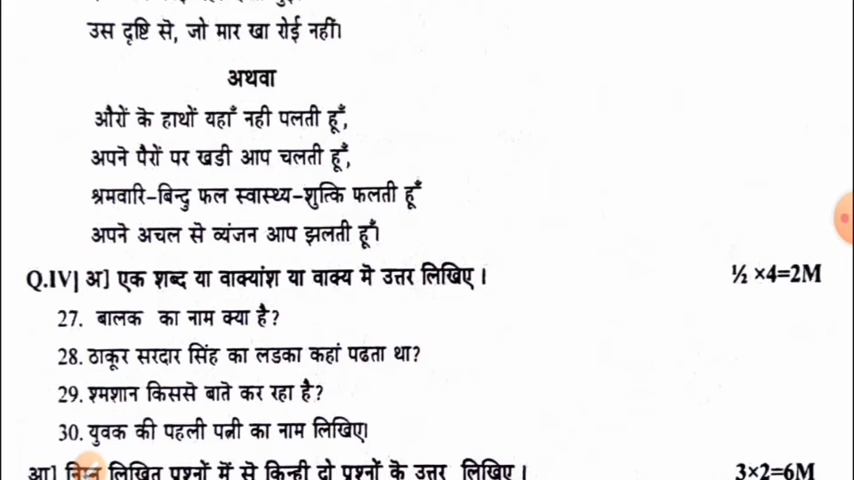 उस दृष्टि से, जो मार खा रोई नहीं।
अथवा
औरों के हाथों यहाँ नही पलती हूँ,
अपने पैरों पर खडी आप चलती हूँ,
श्रमवारि-बिन्दु फल स्वास्थ्य-शुत्कि फलती हूँ
अपने अचल से व्यंजन आप झलती हूँ।
Q.IV| अ] एक शब्द या वाक्यांश या वाक्य मे उत्तर लिखिए । ½ ×4=2M
27. बालक का नाम क्या है?
28. ठाकूर सरदार सिंह का लडका कहां पढता था?
29. श्मशान किससे बाते कर रहा है?
30. युवक की पहली पत्नी का नाम लिखिए।
आ] निम्न लिखित प्रश्नों में से किन्ही दो प्रश्नों के उत्तर लिखिए । 3×2=6M